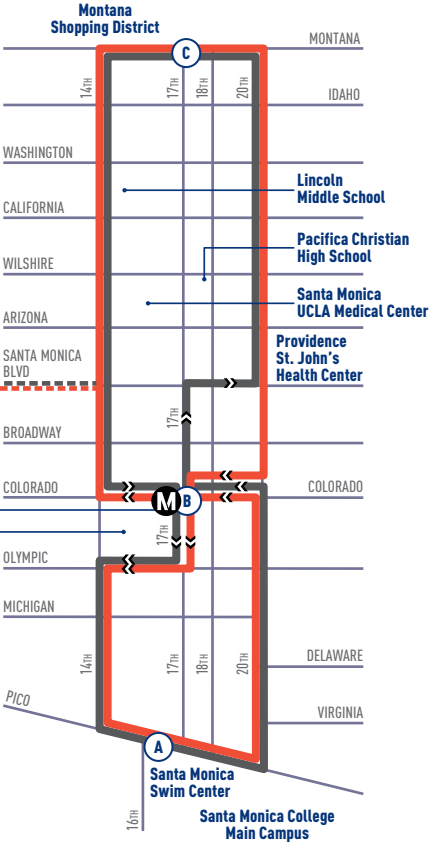 Montana
Shopping District
MONTANA
C
14TH
17TH
18TH
20TH
IDAHO
WASHINGTON
Lincoln
Middle School
CALIFORNIA
Pacifica Christian
High School
WILSHIRE
Santa Monica
UCLA Medical Center
ARIZONA
Providence
St. John's
Health Center
SANTA MONICA
BLVD
17TH
BROADWAY
COLORADO
M
B
COLORADO
17TH
OLYMPIC
MICHIGAN
14TH
17TH
18TH
20TH
DELAWARE
PICO
VIRGINIA
A
Santa Monica
Swim Center
16TH
Santa Monica College
Main Campus